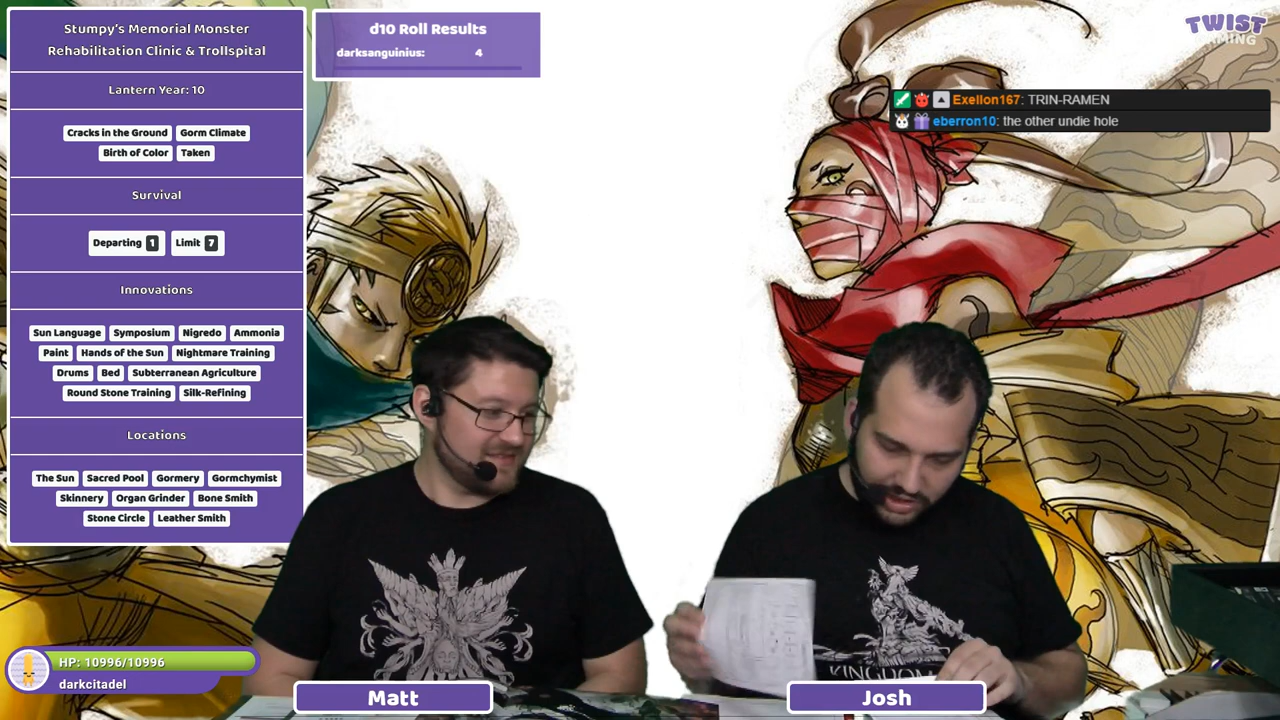 Stumpy's Memorial Monster
Rehabilitation Clinic & Trollspital
Lantern Year: 10
Cracks in the Ground Gorm Climate
Birth of Color Taken
Survival
Departing 1 Limit 7
Innovations
Sun Language Symposium Nigredo Ammonia
Paint Hands of the Sun Nightmare Training
Drums Bed Subterranean Agriculture
Round Stone Training Silk-Refining
Locations
The Sun Sacred Pool Gormery Gormchymist
Skinnery Organ Grinder Bone Smith
Stone Circle Leather Smith
d10 Roll Results
darksanguinius: 4
TWIST
GAMING
Exellon167: TRIN-RAMEN
eberron10: the other undie hole
KINGDOM
HP: 10996/10996
darkcitadel
Matt
Josh